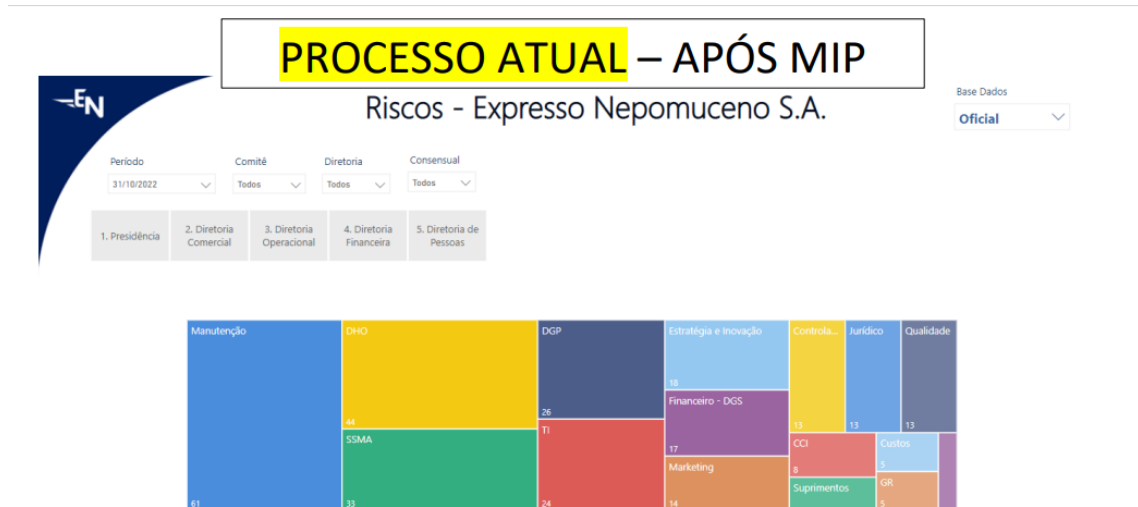 PROCESSO ATUAL – APÓS MIP
EN
Riscos - Expresso Nepomuceno S.A.
Base Dados
Oficial
Período
Comitê
Diretoria
Consensual
31/10/2022
Todos
Todos
Todos
1. Presidência
2. Diretoria
Comercial
3. Diretoria
Operacional
4. Diretoria
Financeira
5. Diretoria de
Pessoas
Manutenção
61
DHO
44
SSMA
33
DGP
26
TI
24
Estratégia e Inovação
18
Financeiro - DGS
17
Marketing
14
Controla...
13
Jurídico
13
Qualidade
13
CCI
8
Suprimentos
Custos
5
GR
5